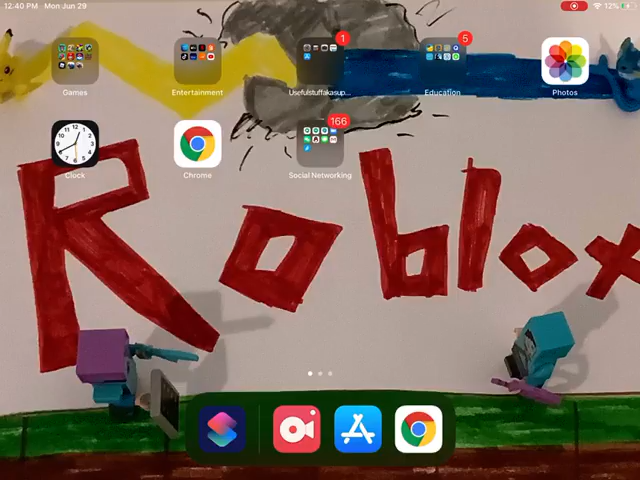 12:40 PM Mon Jun 29
12%
1
5
Games
Entertainment
Usefulstuffakasup...
Education
Photos
166
Clock
Chrome
Social Networking
Roblox